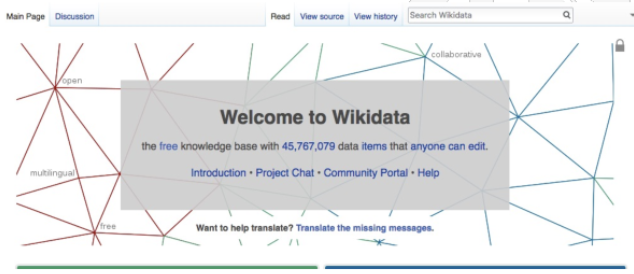 Main Page Discussion Read View source View history Search Wikidata
collaborative
open
Welcome to Wikidata
the free knowledge base with 45,767,079 data items that anyone can edit.
multilingual
Introduction • Project Chat • Community Portal • Help
free
Want to help translate? Translate the missing messages.